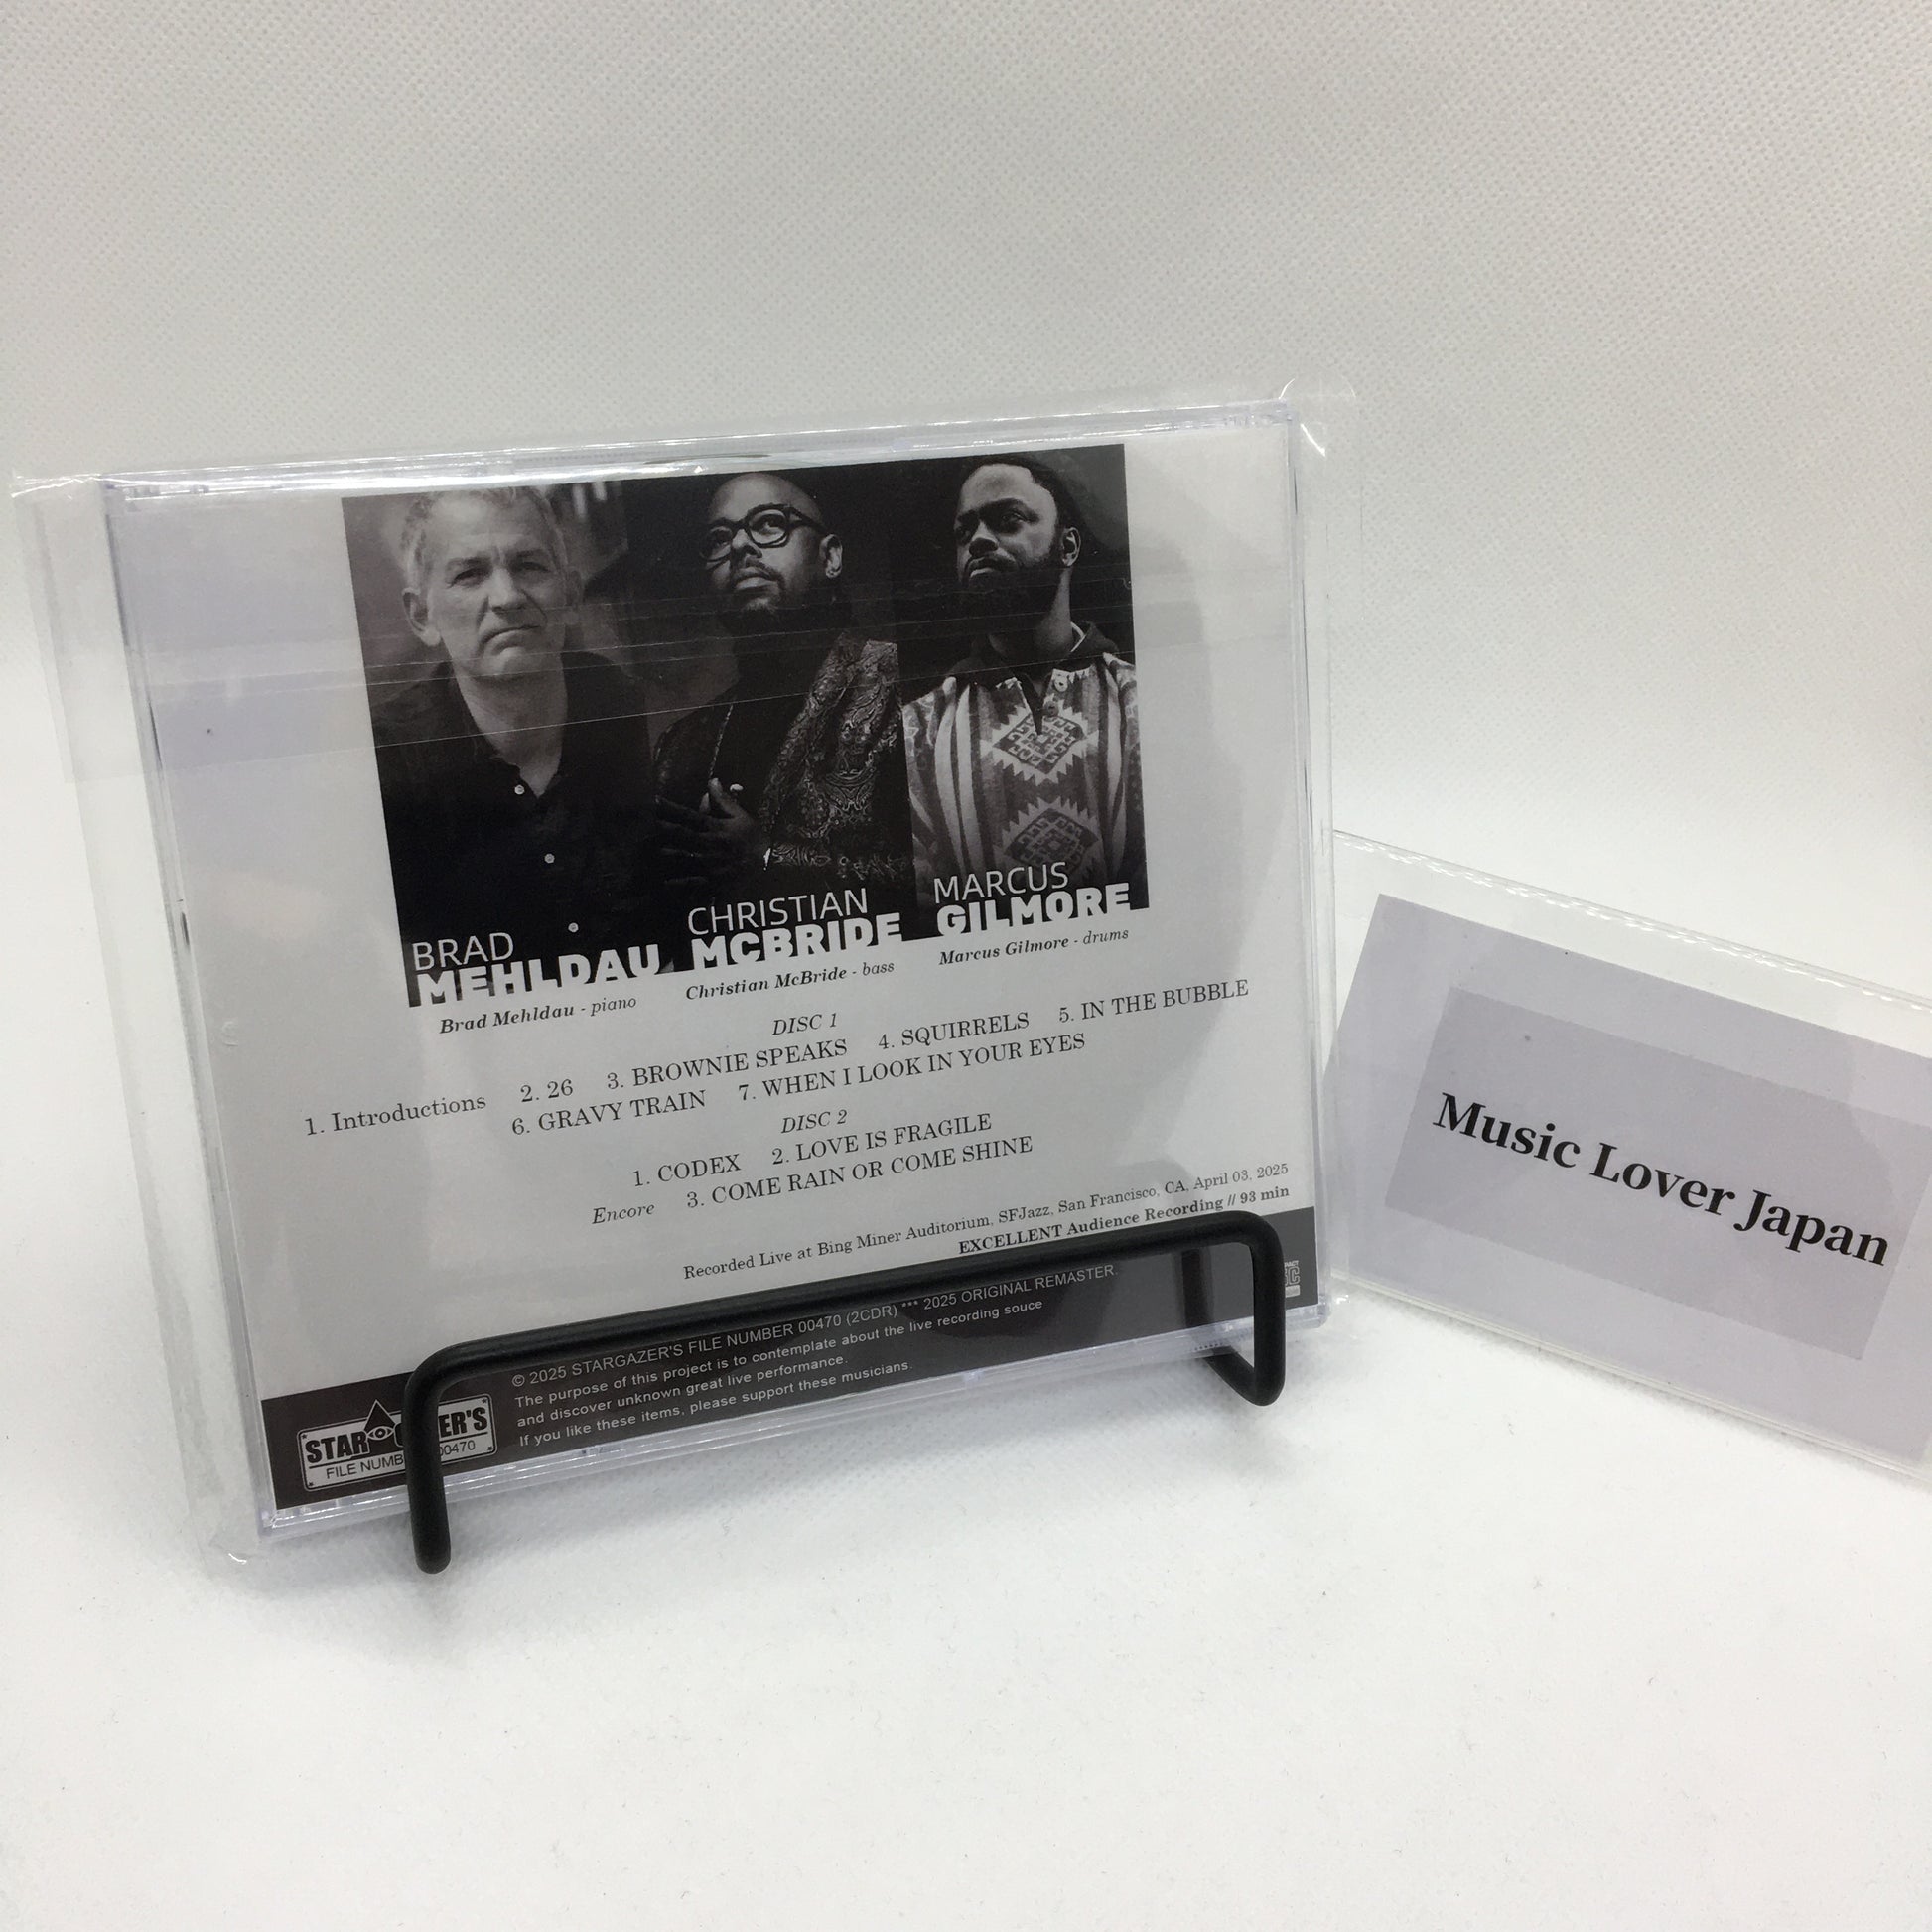 BRAD
MEHLDAU
CHRISTIAN
MCBRIDE
MARCUS
GILMORE
Brad Mehldau - piano
Christian McBride - bass
Marcus Gilmore - drums
DISC 1
1. Introductions 2. 26 3. BROWNIE SPEAKS 4. SQUIRRELS 5. IN THE BUBBLE
6. GRAVY TRAIN 7. WHEN I LOOK IN YOUR EYES
DISC 2
1. CODEX 2. LOVE IS FRAGILE
Encore 3. COME RAIN OR COME SHINE
Recorded Live at Bing Miner Auditorium, SFJazz, San Francisco, CA, April 03, 2025
EXCELLENT Audience Recording // 93 min
© 2025 STARGAZER'S FILE NUMBER 00470 (2CDR) *** 2025 ORIGINAL REMASTER.
The purpose of this project is to contemplate about the live recording souce
and discover unknown great live performance.
If you like these items, please support these musicians.
Music Lover Japan